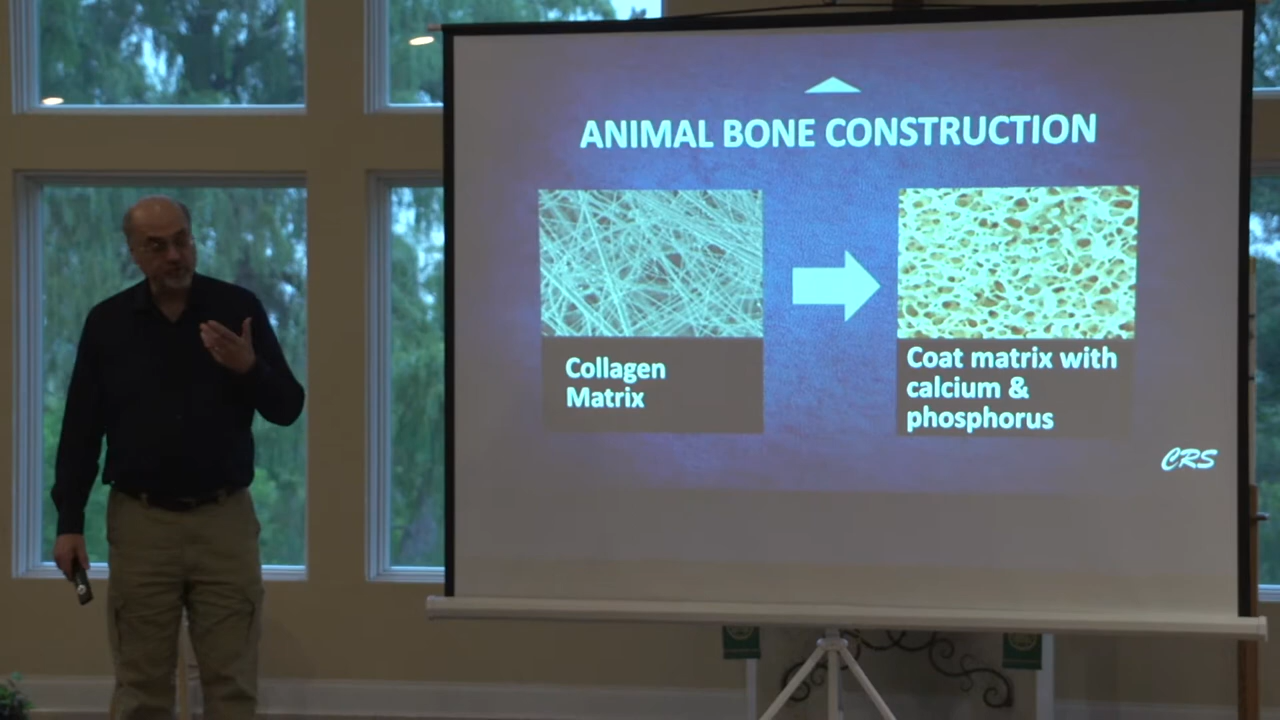 ANIMAL BONE CONSTRUCTION
Collagen
Matrix
Coat matrix with
calcium &
phosphorus
CRS